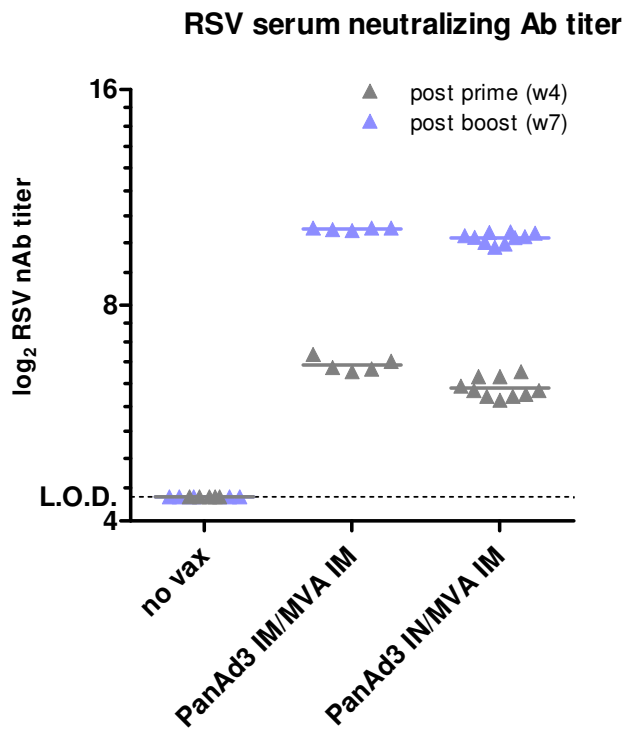 RSV serum neutralizing Ab titer
post prime (w4)
post boost (w7)
log₂ RSV nAb titer
16
8
L.O.D.
4
no vax
PanAd3 IM/MVA IM
PanAd3 IN/MVA IM